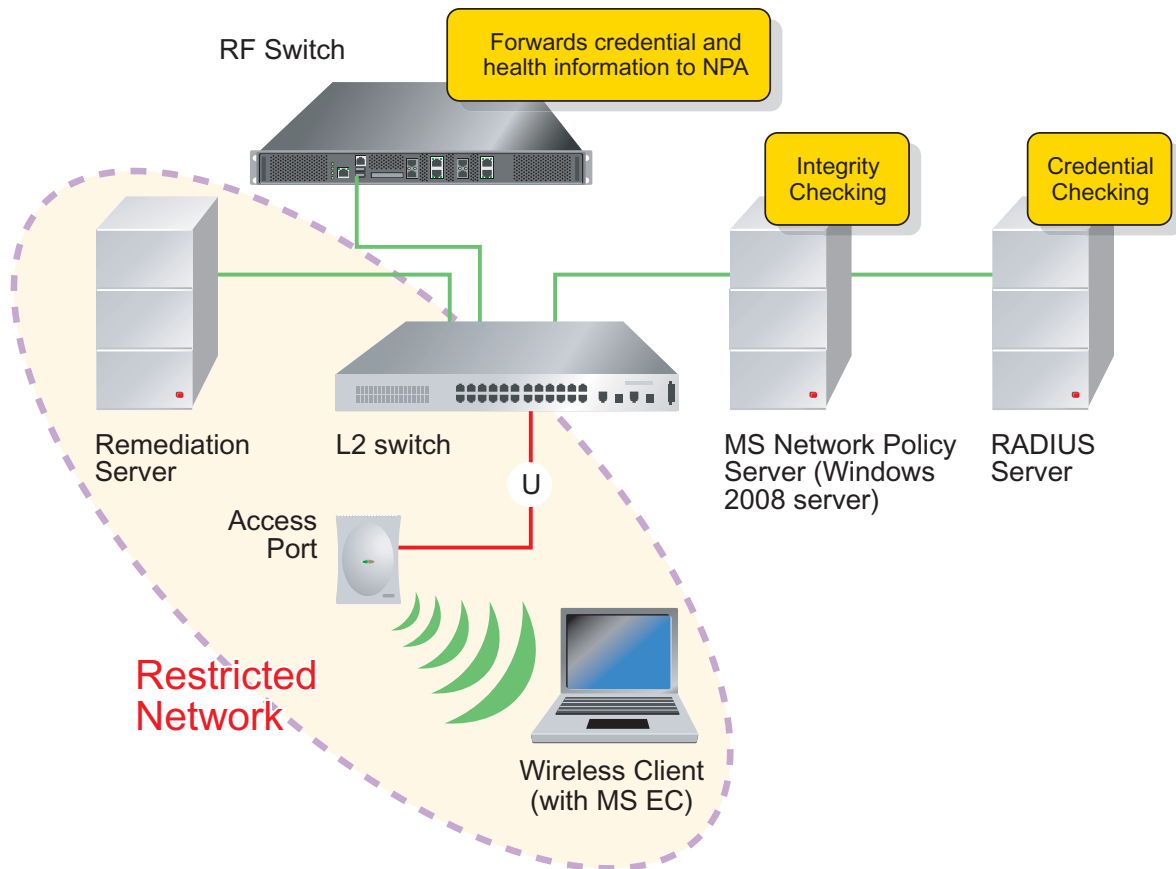 RF Switch
Forwards credential and
health information to NPA
Integrity
Checking
Credential
Checking
Remediation
Server
L2 switch
MS Network Policy
Server (Windows
2008 server)
RADIUS
Server
U
Access
Port
Restricted
Network
Wireless Client
(with MS EC)